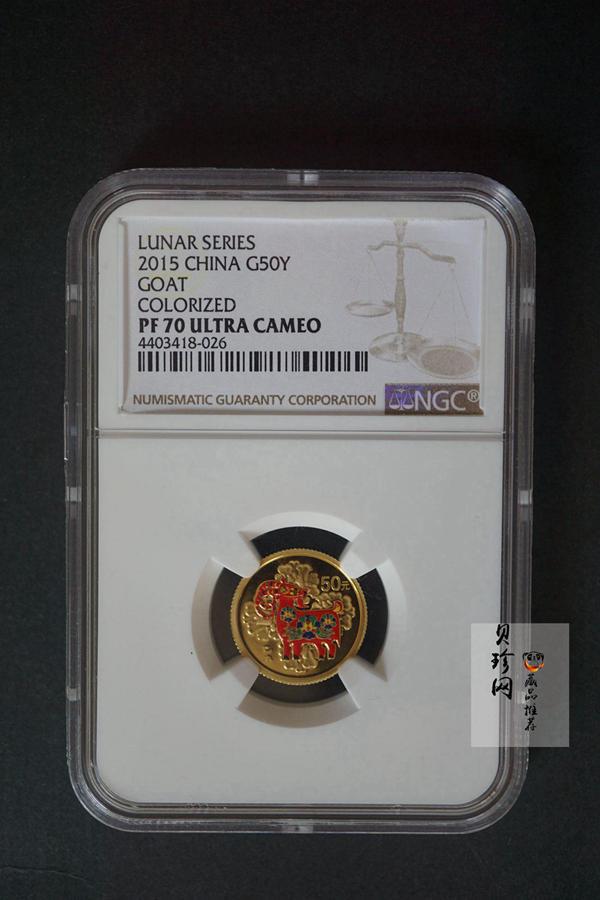 LUNAR SERIES
2015 CHINA G50Y
GOAT
COLORIZED
PF 70 ULTRA CAMEO
4403418-026
NUMISMATIC GUARANTY CORPORATION
NGC®
50元
贝珍网
藏品推荐